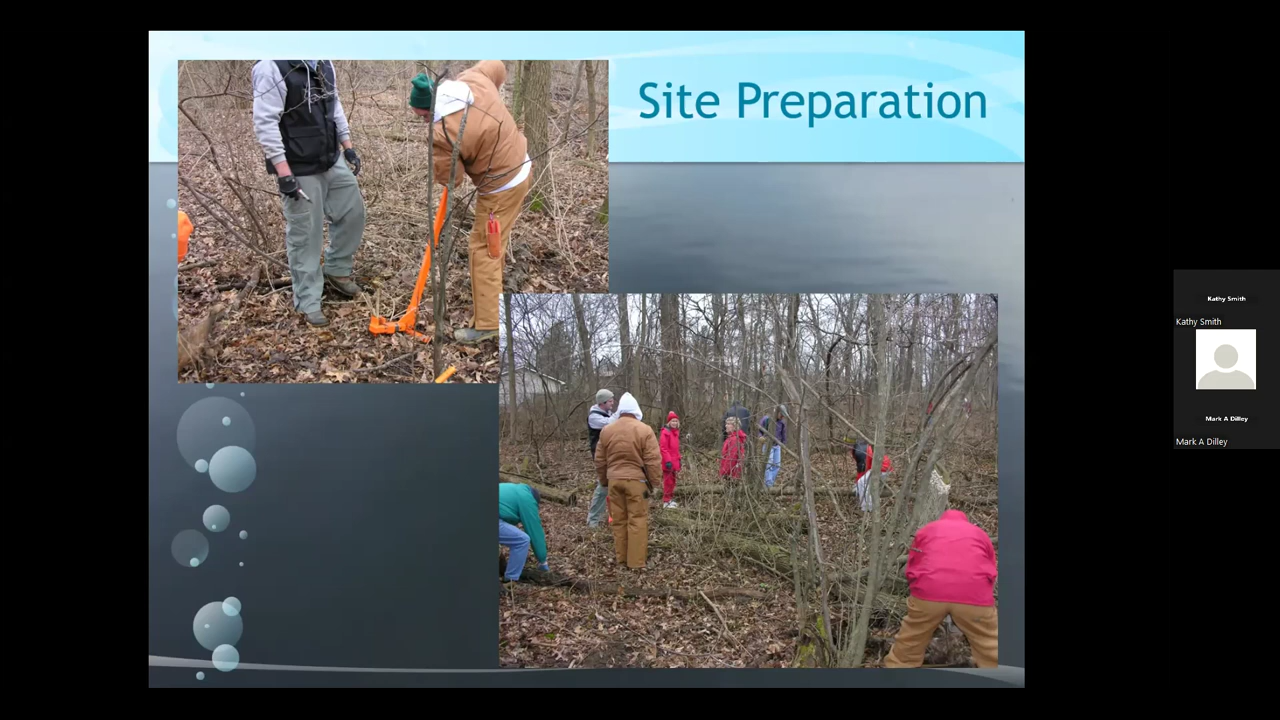 Site Preparation
Kathy Smith
Kathy Smith
Mark A Dilley
Mark A Dilley